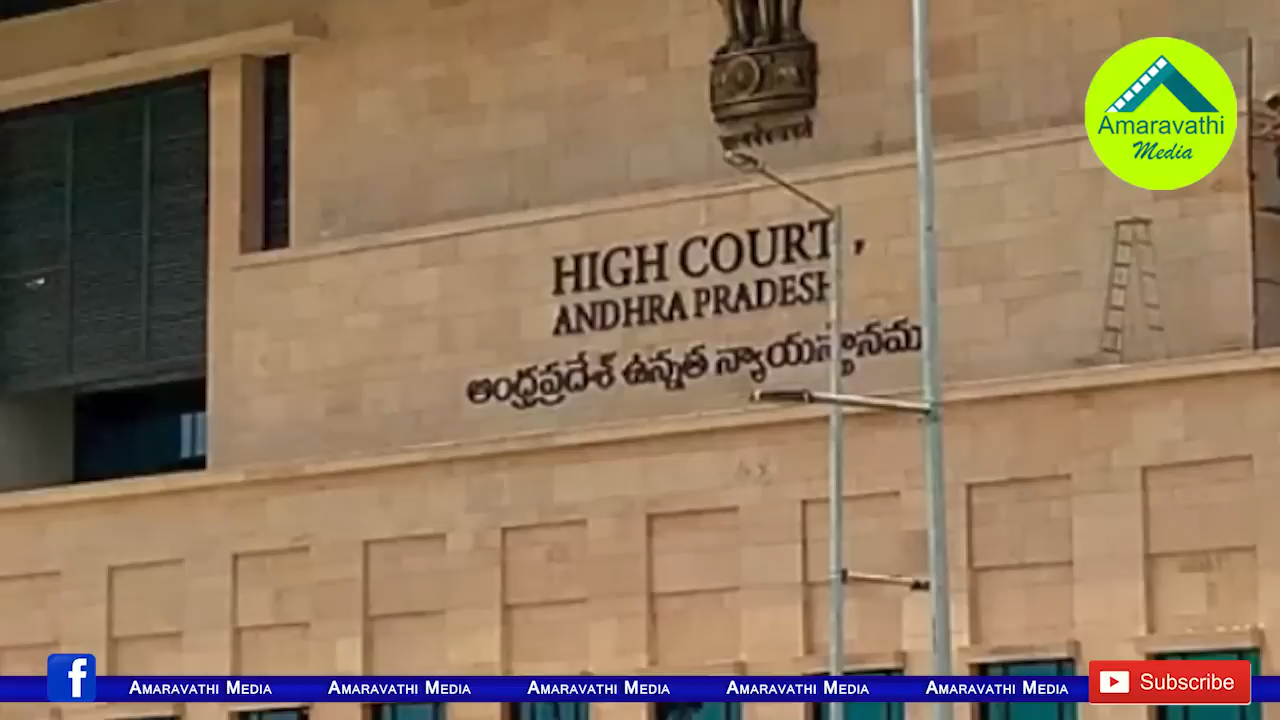 Amaravathi
Media
HIGH COURT,
ANDHRA PRADESH
ఆంధ్రప్రదేశ్ ఉన్నత న్యాయస్థానము
AMARAVATHI MEDIA AMARAVATHI MEDIA AMARAVATHI MEDIA AMARAVATHI MEDIA AMARAVATHI MEDIA
Subscribe